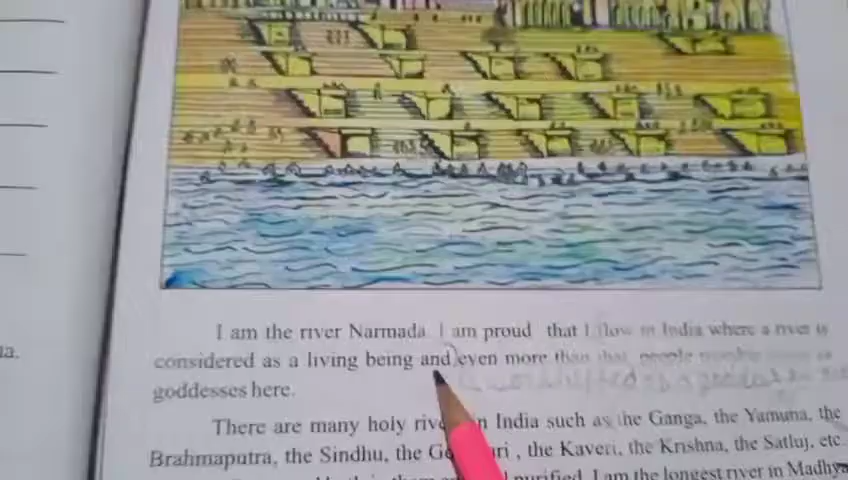 ta.
I am the river Narmada. I am proud that I flow in India where a river is
considered as a living being and even more than that, people
goddesses here.
There are many holy in India such as the Ganga, the Yamuna, the
Brahmaputra, the Sindhu, the , the Kaveri, the Krishna, the Satluj, etc.
purified. I am the longest river in Madhya